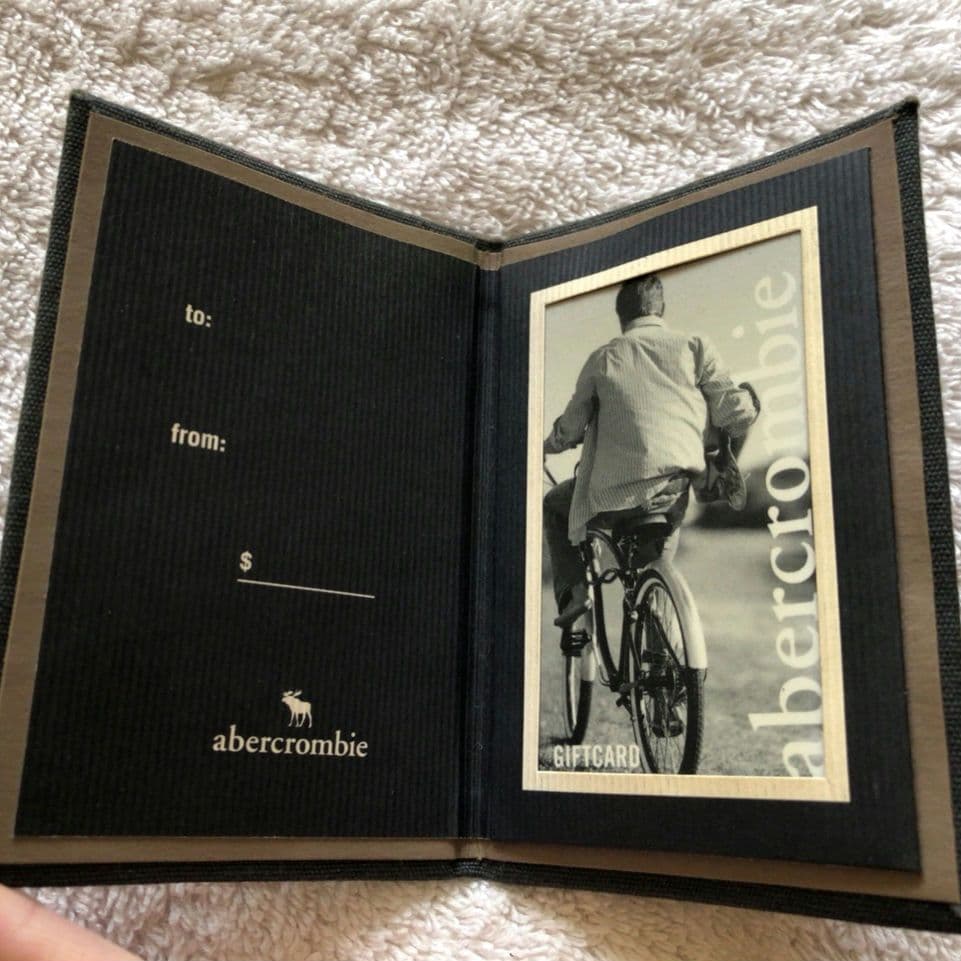 to:
from:
$
abercrombie
abercrombie
GIFTCARD